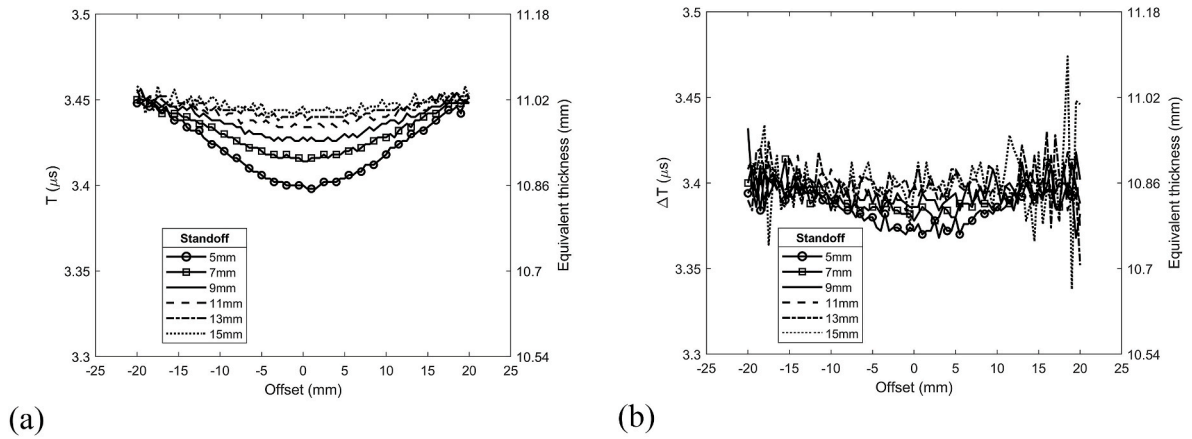 3.5
3.45
3.4
3.35
3.3
T (μs)
11.18
11.02
10.86
10.7
10.54
Equivalent thickness (mm)
Standoff
5mm
7mm
9mm
11mm
13mm
15mm
-25 -20 -15 -10 -5 0 5 10 15 20 25
Offset (mm)
(a)
3.5
3.45
3.4
3.35
3.3
ΔT (μs)
11.18
11.02
10.86
10.7
10.54
Equivalent thickness (mm)
Standoff
5mm
7mm
9mm
11mm
13mm
15mm
-25 -20 -15 -10 -5 0 5 10 15 20 25
Offset (mm)
(b)